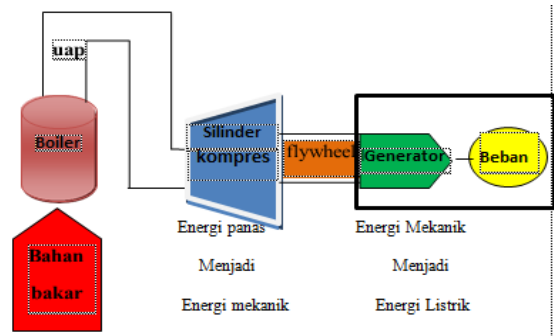 uap
Boiler
Silinder
kompres
flywheel
Generator
Beban
Bahan
bakar
Energi panas
Menjadi
Energi mekanik
Energi Mekanik
Menjadi
Energi Listrik